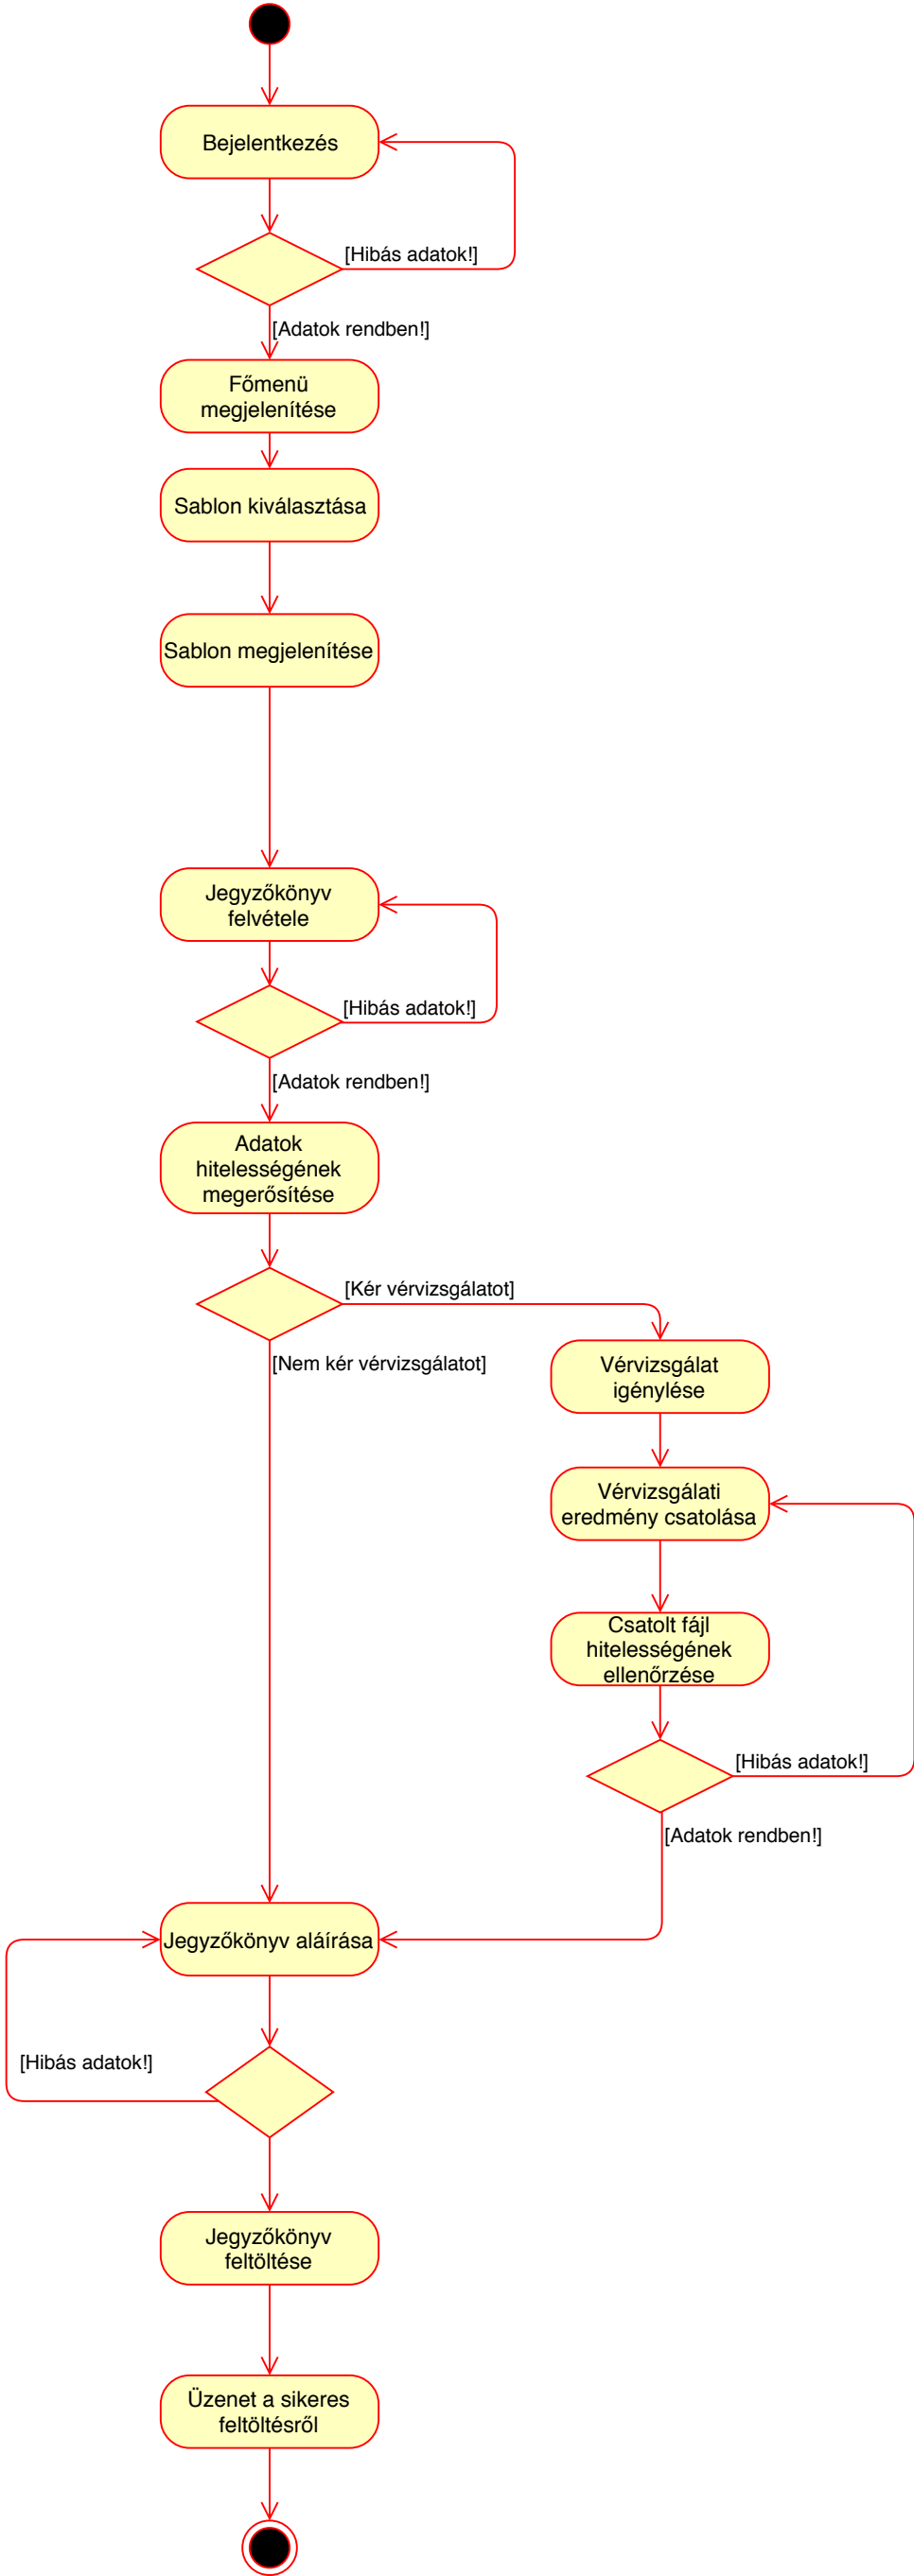 Bejelentkezés
[Hibás adatok!]
[Adatok rendben!]
Főmenü
megjelenítése
Sablon kiválasztása
Sablon megjelenítése
Jegyzőkönyv
felvétele
[Hibás adatok!]
[Adatok rendben!]
Adatok
hitelességének
megerősítése
[Kér vérvizsgálatot]
[Nem kér vérvizsgálatot]
Vérvizsgálat
igénylése
Vérvizsgálati
eredmény csatolása
Csatolt fájl
hitelességének
ellenőrzése
[Hibás adatok!]
[Adatok rendben!]
Jegyzőkönyv aláírása
[Hibás adatok!]
Jegyzőkönyv
feltöltése
Üzenet a sikeres
feltöltésről